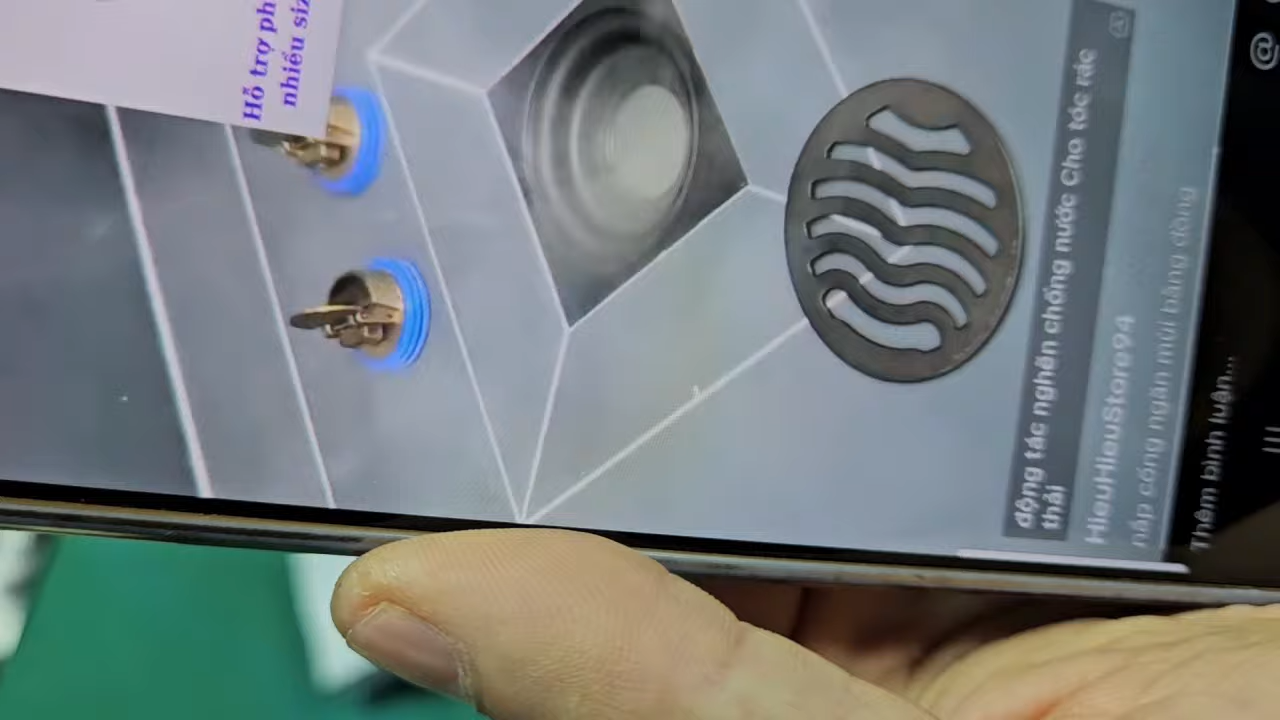 Hỗ trợ ph
nhiều siz
động tác nghẽn chống nước Cho tóc rác
thải
HieuHieuStore94
nắp cống ngăn mùi bằng đồng
Thêm bình luận...
@